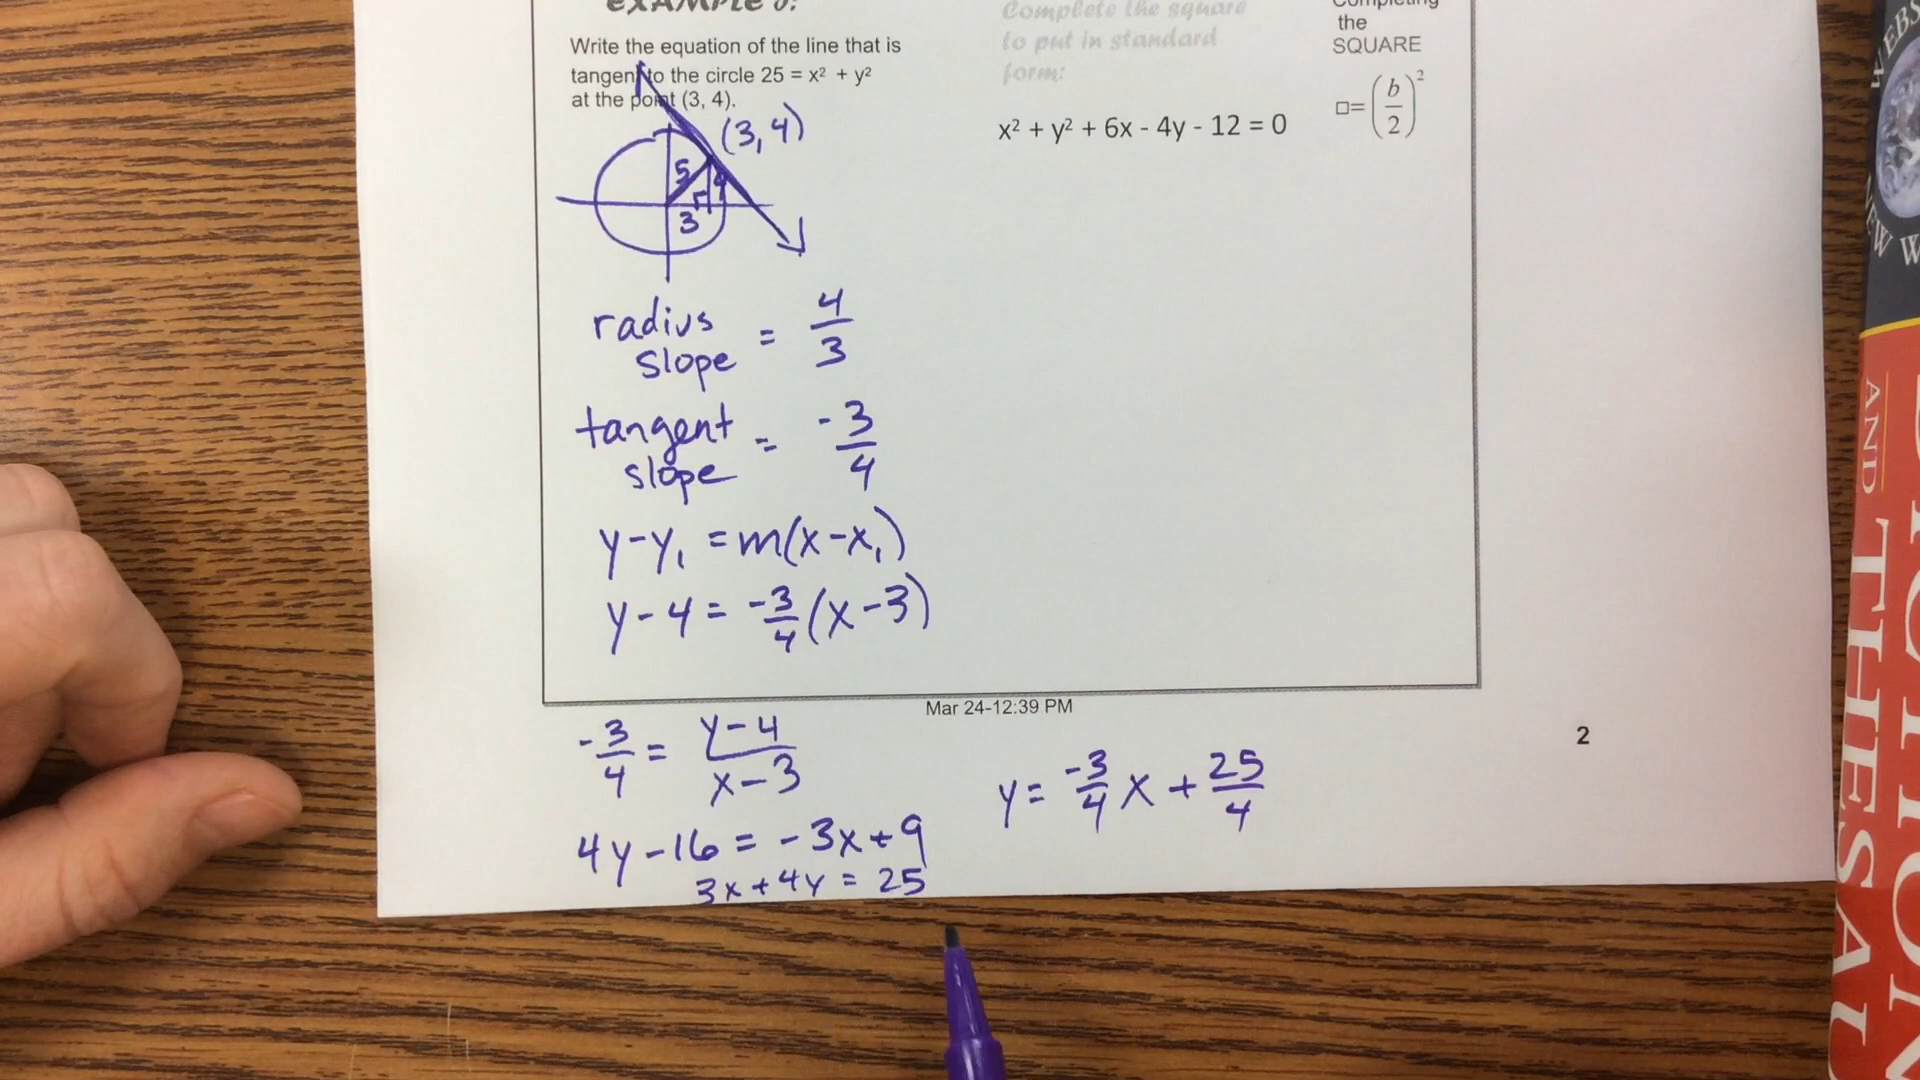 EXAMPLE
Write the equation of the line that is
tangent to the circle 25 = x² + y²
at the point (3, 4).
(3, 4)
5
4
3
radius slope = 4/3
tangent slope = -3/4
y-y₁ = m(x-x₁)
y-4 = -3/4(x-3)
-3/4 = y-4/x-3
4y-16 = -3x+9
3x+4y = 25
y = -3/4x + 25/4
Complete the square
to put in standard
form:
x² + y² + 6x - 4y - 12 = 0
Completing
the
SQUARE
□=(b/2)²
Mar 24-12:39 PM
2
NEW
AND